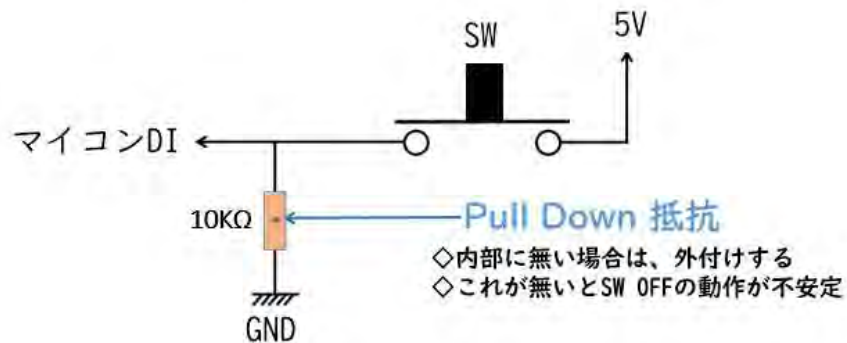 SW
5V
マイコンDI
10KΩ
Pull Down 抵抗
◇内部に無い場合は、外付けする
◇これが無いとSW OFFの動作が不安定
GND